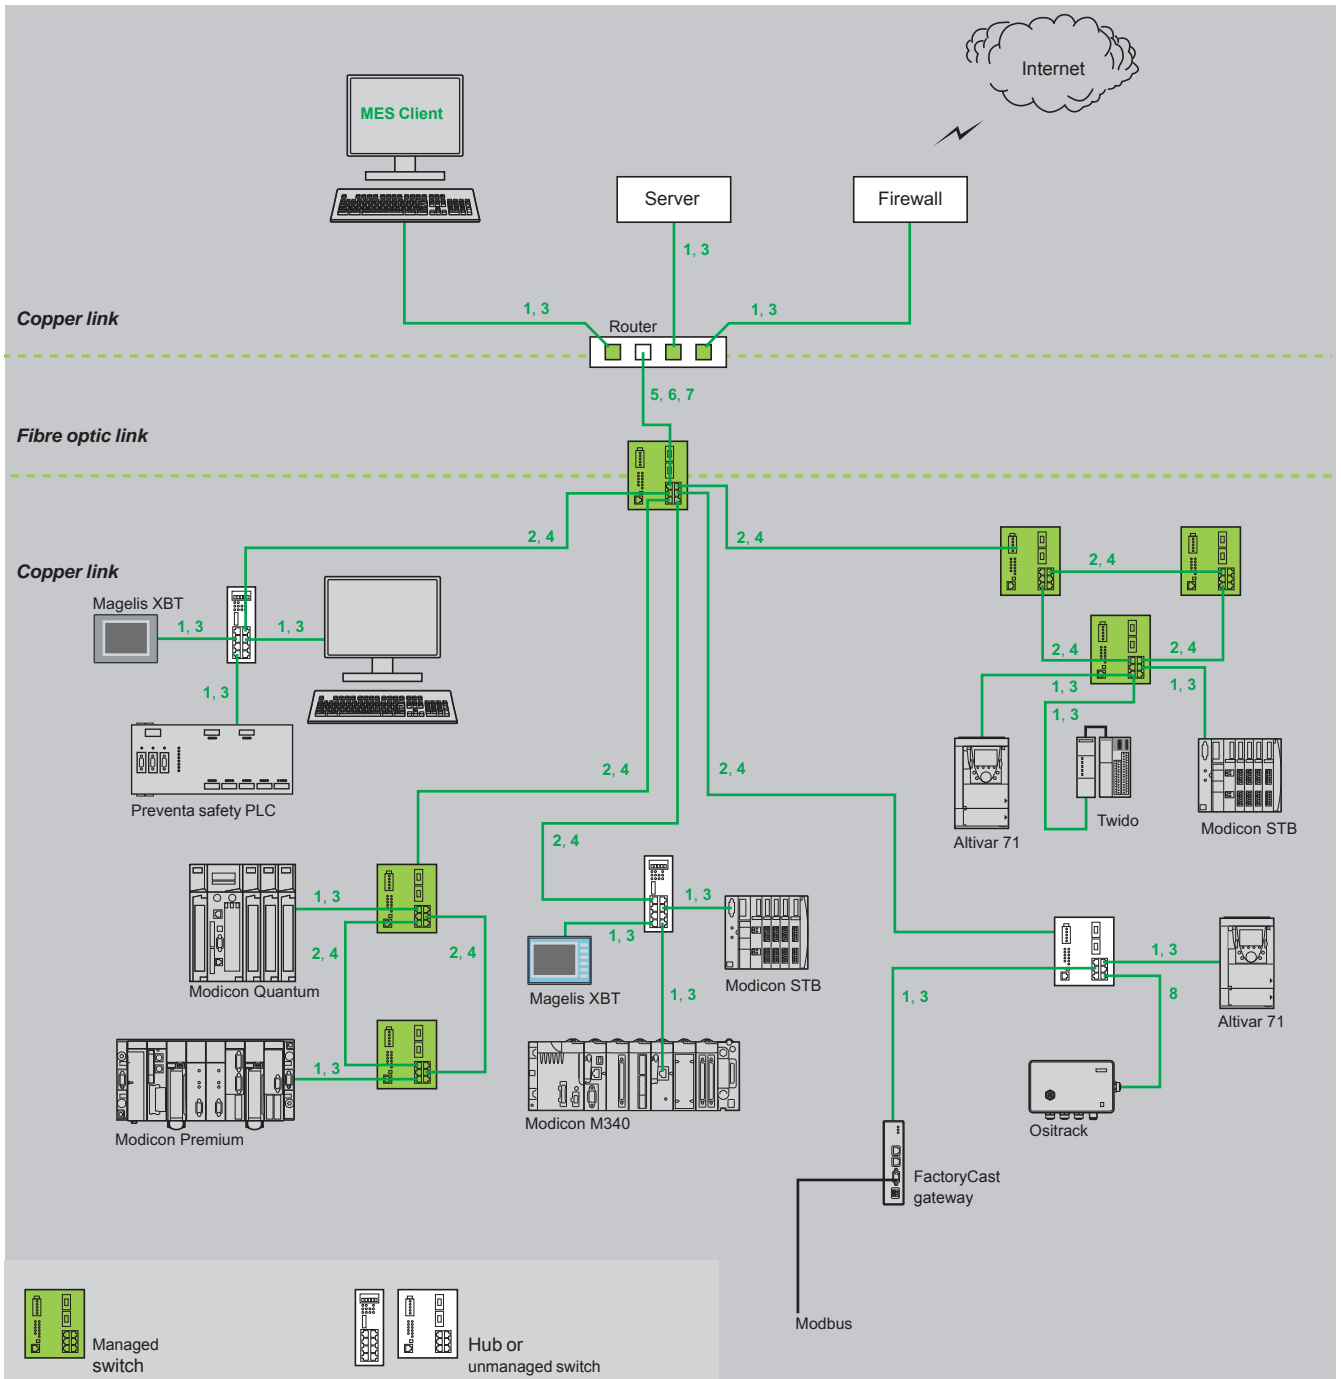 Internet
MES Client
Server
Firewall
1, 3
1, 3
1, 3
Copper link
Router
5, 6, 7
Fibre optic link
2, 4
2, 4
2, 4
Copper link
Magelis XBT
1, 3
1, 3
2, 4
2, 4
1, 3
1, 3
1, 3
1, 3
Preventa safety PLC
2, 4
2, 4
Twido
Modicon STB
Altivar 71
2, 4
1, 3
1, 3
1, 3
2, 4
2, 4
1, 3
Modicon Quantum
Magelis XBT
Modicon STB
1, 3
1, 3
8
Altivar 71
1, 3
Modicon Premium
Modicon M340
Ositrack
FactoryCast
gateway
Modbus
Managed
switch
Hub or
unmanaged switch